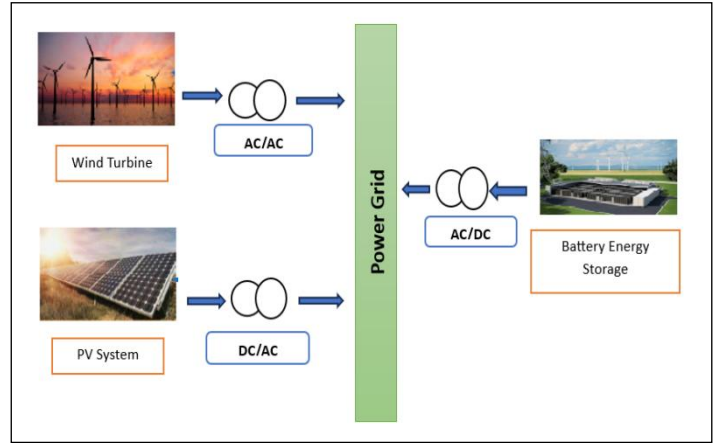 AC/AC
Wind Turbine
Power Grid
AC/DC
Battery Energy
Storage
DC/AC
PV System